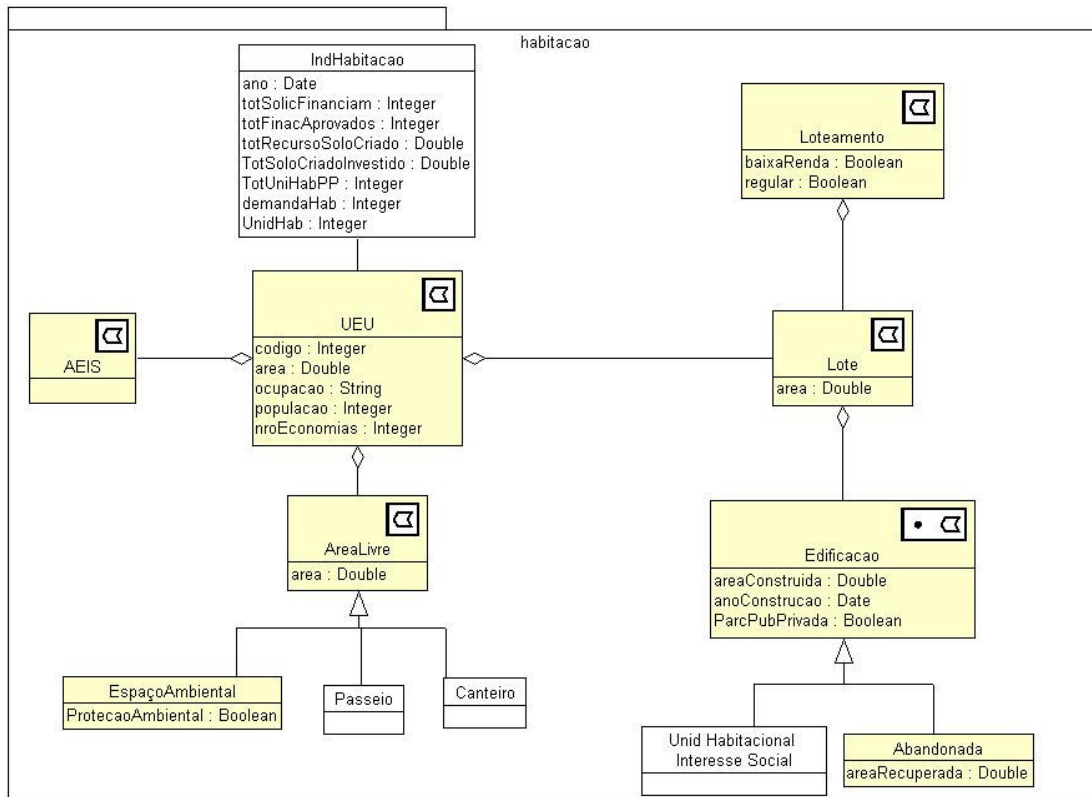 habitacao
IndHabitacao
ano : Date
totSolicFinanciam : Integer
totFinacAprovados : Integer
totRecursoSoloCriado : Double
TotSoloCriadoInvestido : Double
TotUniHabPP : Integer
demandaHab : Integer
UnidHab : Integer
Loteamento
baixaRenda : Boolean
regular : Boolean
AEIS
UEU
codigo : Integer
area : Double
ocupacao : String
populacao : Integer
nroEconomias : Integer
Lote
area : Double
AreaLivre
area : Double
Edificacao
areaConstruida : Double
anoConstrucao : Date
ParcPubPrivada : Boolean
EspaçoAmbiental
ProtecaoAmbiental : Boolean
Passeio
Canteiro
Unid Habitacional
Interesse Social
Abandonada
areaRecuperada : Double